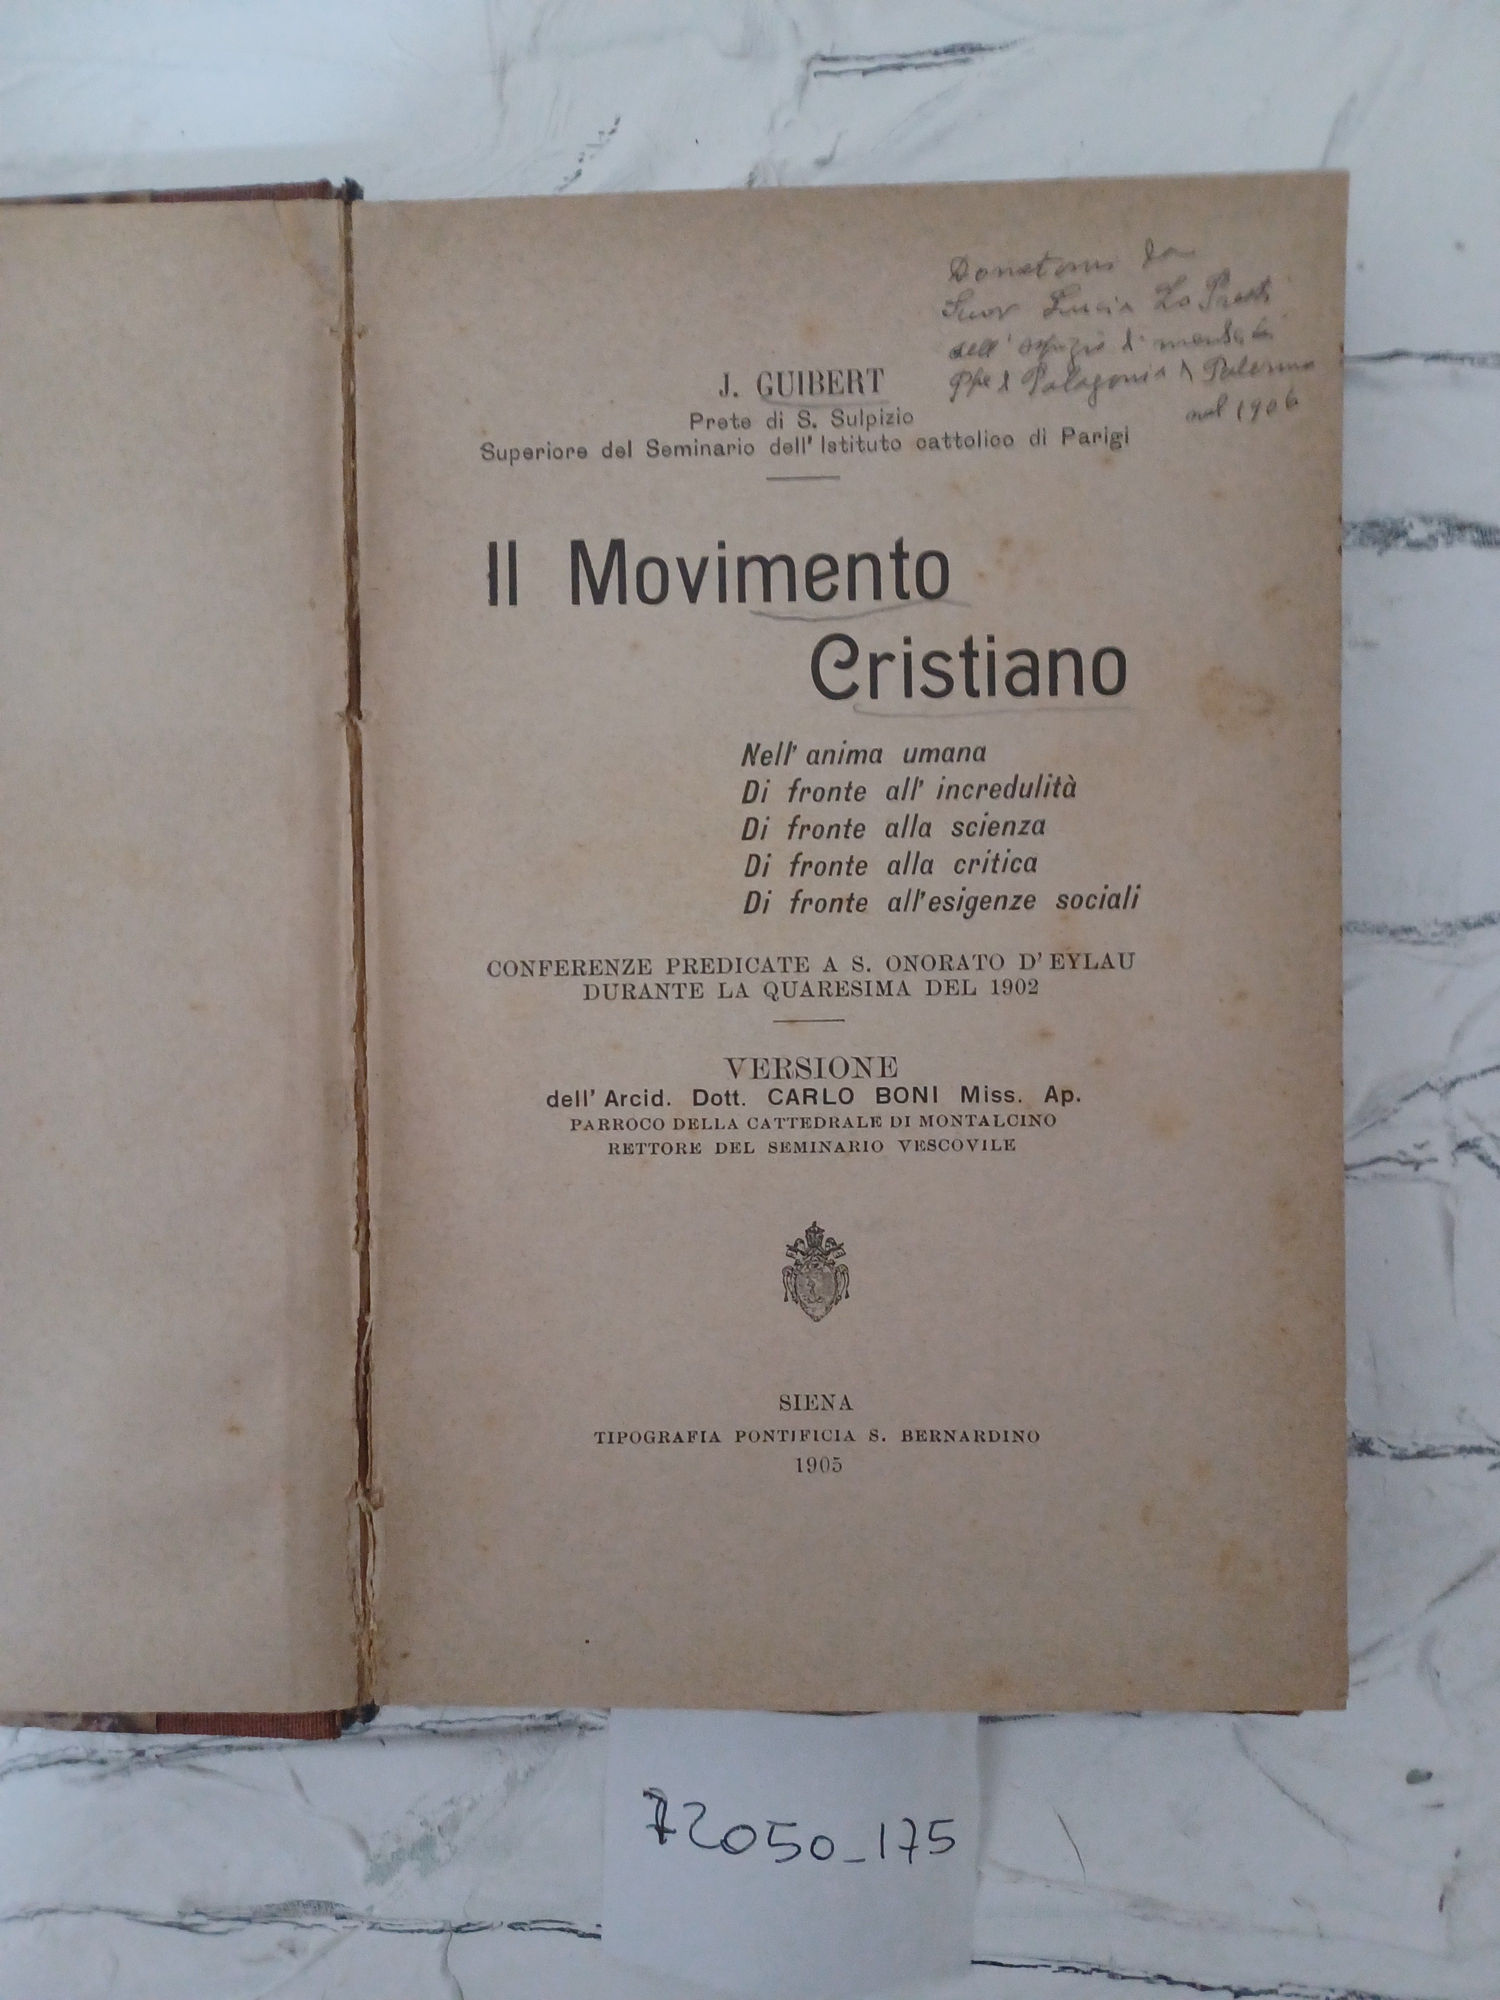 Donatomi da
Suor Lucia Lo Presti
dell'ospizio di
Ppe di Palagonia Palermo
nel 1906
J. GUIBERT
Prete di S. Sulpizio
Superiore del Seminario dell' Istituto cattolico di Parigi
Il Movimento
Cristiano
Nell' anima umana
Di fronte all' incredulità
Di fronte alla scienza
Di fronte alla critica
Di fronte all'esigenze sociali
CONFERENZE PREDICATE A S. ONORATO D' EYLAU
DURANTE LA QUARESIMA DEL 1902
VERSIONE
dell' Arcid. Dott. CARLO BONI Miss. Ap.
PARROCO DELLA CATTEDRALE DI MONTALCINO
RETTORE DEL SEMINARIO VESCOVILE
SIENA
TIPOGRAFIA PONTIFICIA S. BERNARDINO
1905
72050_175